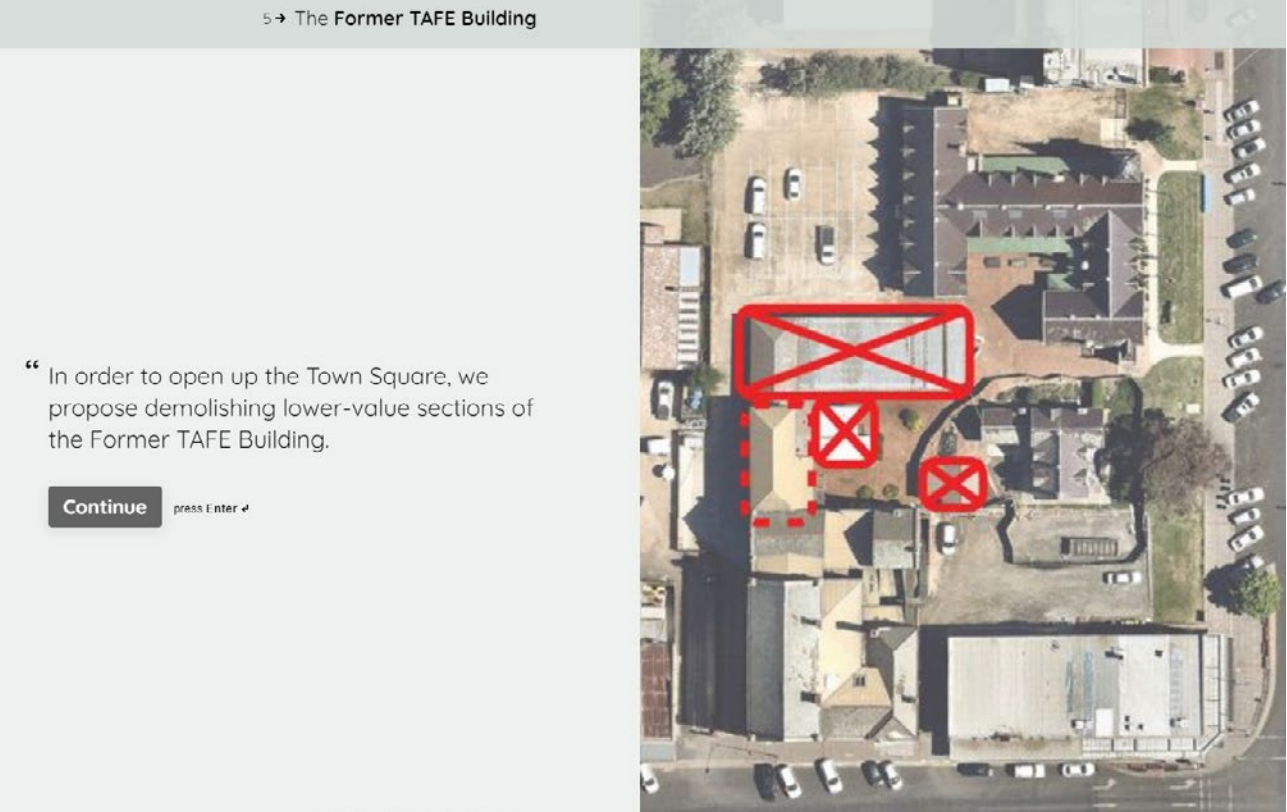 5→ The Former TAFE Building
“ In order to open up the Town Square, we
propose demolishing lower-value sections of
the Former TAFE Building.
Continue press Enter ↵